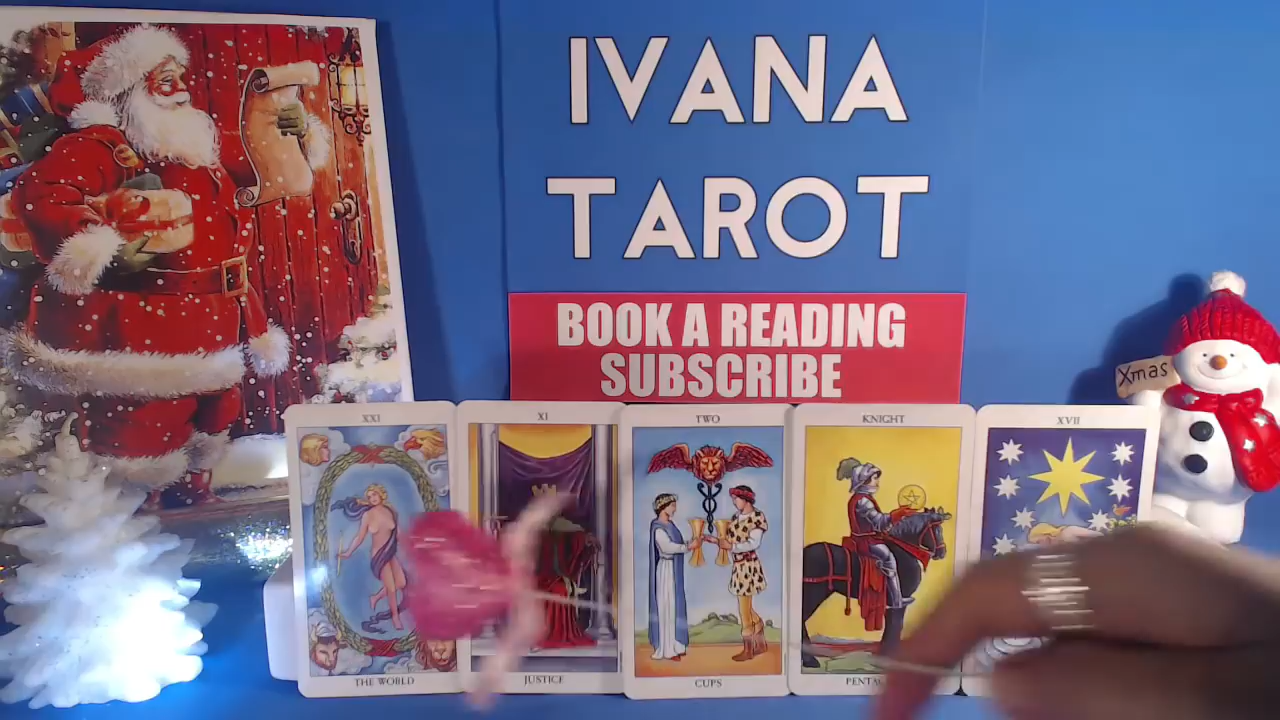 IVANA
TAROT
BOOK A READING
SUBSCRIBE
Xmas
XXI
XI
TWO
KNIGHT
XVII
THE WORLD
JUSTICE
CUPS